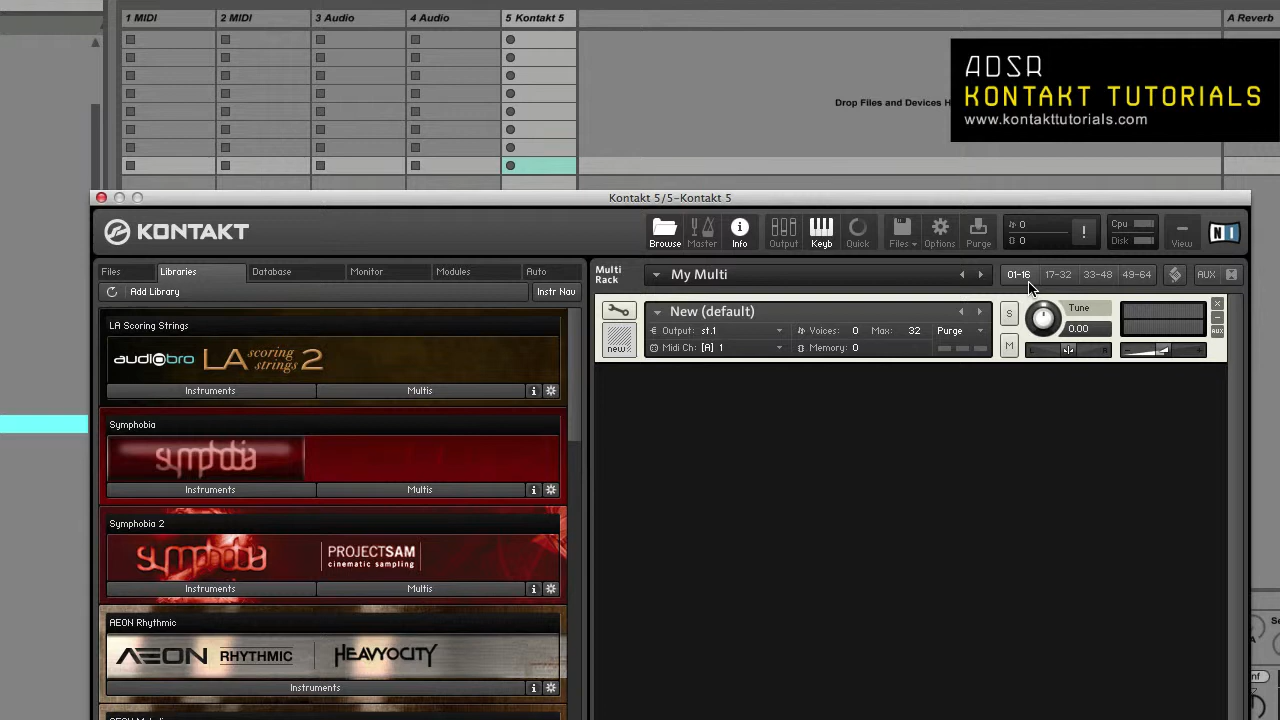 1 MIDI
2 MIDI
3 Audio
4 Audio
5 Kontakt 5
A Reverb
Drop Files and Devices H
ADSR
KONTAKT TUTORIALS
www.kontakttutorials.com
Kontakt 5/5-Kontakt 5
KONTAKT
Browse
Master
Info
Output
Keyb
Quick
Files
Options
Purge
0
0
!
Cpu
Disk
View
NI
Files
Libraries
Database
Monitor
Modules
Auto
Add Library
Instr Nav
Multi
Rack
My Multi
01-16
17-32
33-48
49-64
AUX
New (default)
Output: st.1
Voices: 0
Max: 32
Purge
Midi Ch: [A] 1
Memory: 0
new
S
M
Tune
0.00
L
R
AUX
LA Scoring Strings
audiobro LA scoring strings 2
Instruments
Multis
Symphobia
symphobia
Instruments
Multis
Symphobia 2
symphobia
PROJECTSAM
cinematic sampling
Instruments
Multis
AEON Rhythmic
AEON RHYTHMIC
HEAVYOCITY
Instruments